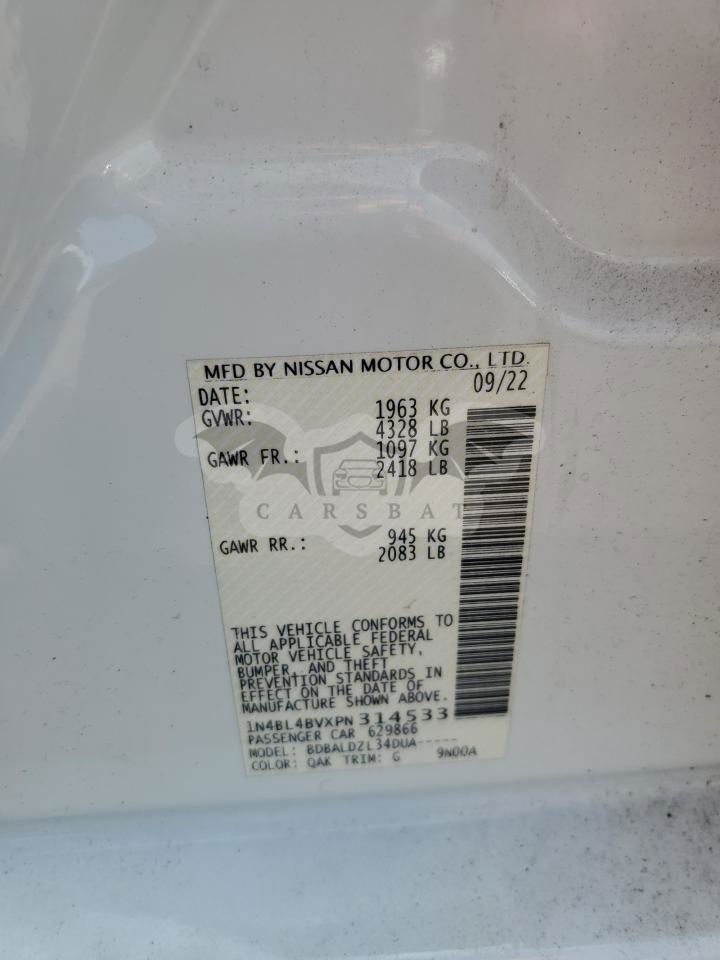 MFD BY NISSAN MOTOR CO., LTD.
DATE: 09/22
GVWR: 1963 KG
4328 LB
GAWR FR.: 1097 KG
2418 LB
CARSBAT
GAWR RR.: 945 KG
2083 LB
THIS VEHICLE CONFORMS TO
ALL APPLICABLE FEDERAL
MOTOR VEHICLE SAFETY,
BUMPER, AND THEFT
PREVENTION STANDARDS IN
EFFECT ON THE DATE OF
MANUFACTURE SHOWN ABOVE.
1N4BL4BVXPN314533
PASSENGER CAR 629866
MODEL: BDBALDZL34DUA-----
COLOR: QAK TRIM: G 9N00A